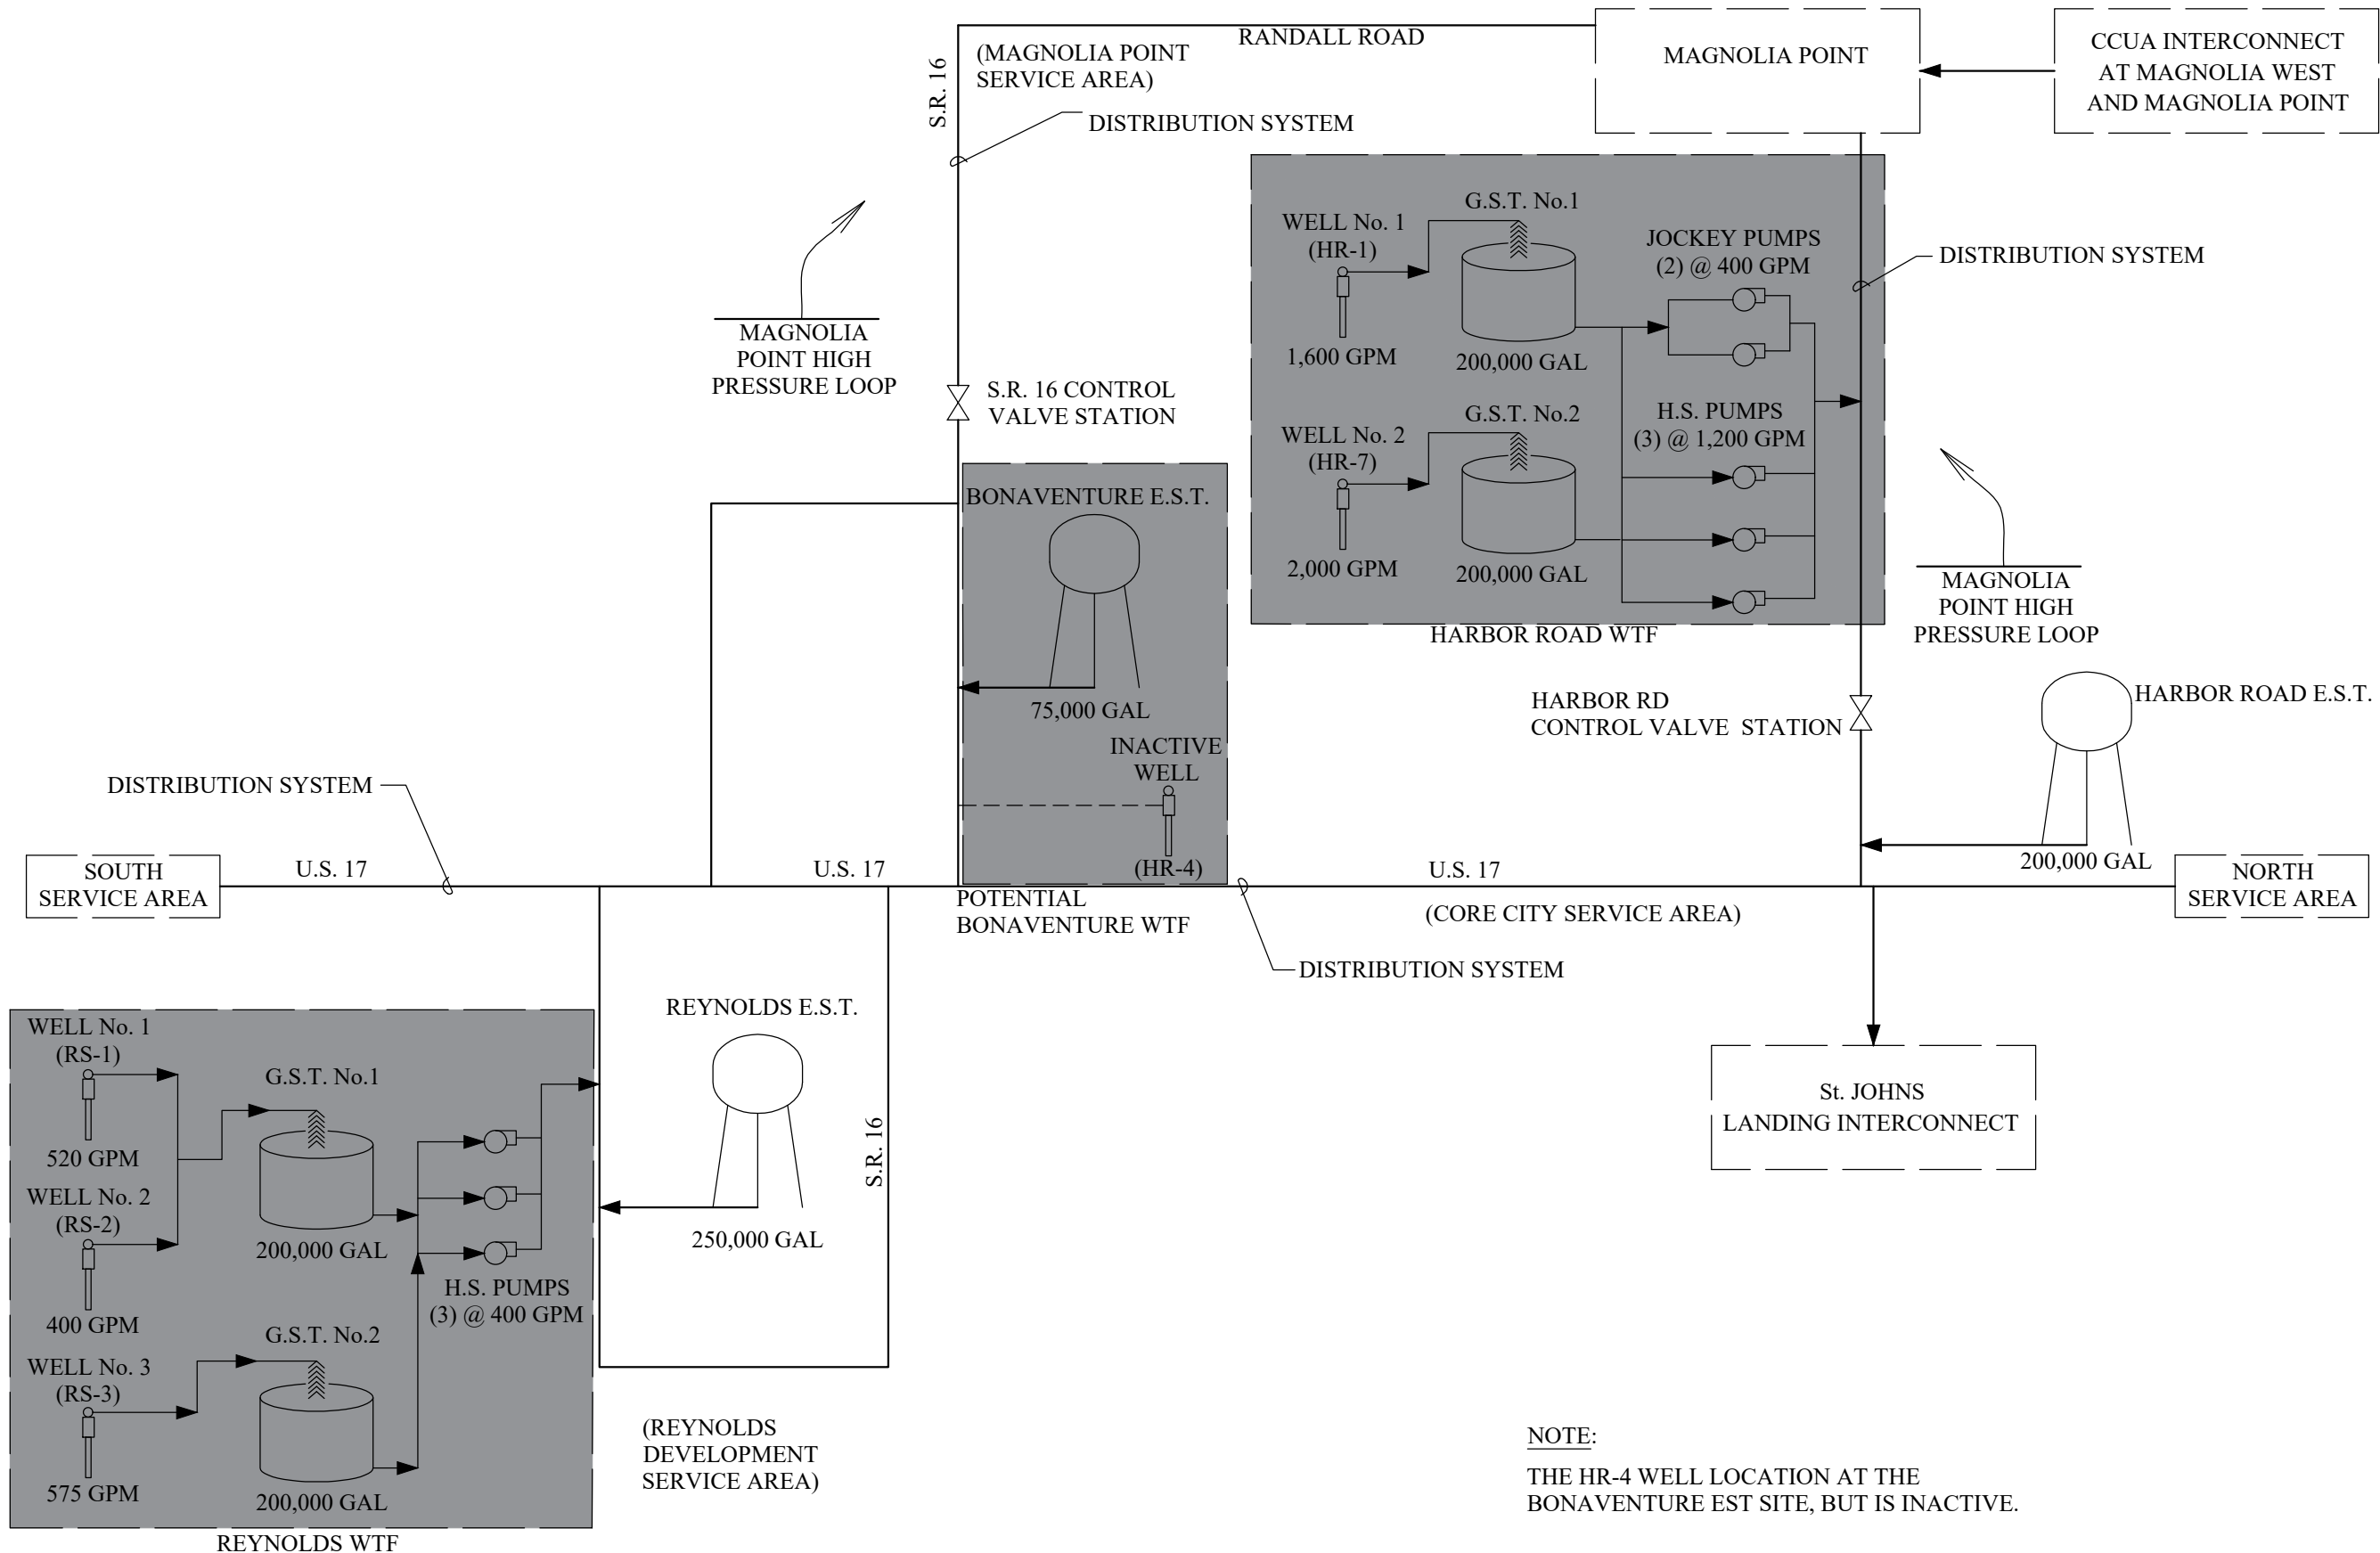 RANDALL ROAD
(MAGNOLIA POINT
SERVICE AREA)
S.R. 16
DISTRIBUTION SYSTEM
MAGNOLIA POINT
CCUA INTERCONNECT
AT MAGNOLIA WEST
AND MAGNOLIA POINT
MAGNOLIA
POINT HIGH
PRESSURE LOOP
S.R. 16 CONTROL
VALVE STATION
WELL No. 1
(HR-1)
1,600 GPM
G.S.T. No.1
200,000 GAL
JOCKEY PUMPS
(2) @ 400 GPM
WELL No. 2
(HR-7)
2,000 GPM
G.S.T. No.2
200,000 GAL
H.S. PUMPS
(3) @ 1,200 GPM
HARBOR ROAD WTF
DISTRIBUTION SYSTEM
MAGNOLIA
POINT HIGH
PRESSURE LOOP
BONAVENTURE E.S.T.
75,000 GAL
INACTIVE
WELL
(HR-4)
POTENTIAL
BONAVENTURE WTF
HARBOR RD
CONTROL VALVE STATION
HARBOR ROAD E.S.T.
200,000 GAL
DISTRIBUTION SYSTEM
SOUTH
SERVICE AREA
U.S. 17
U.S. 17
U.S. 17
(CORE CITY SERVICE AREA)
NORTH
SERVICE AREA
DISTRIBUTION SYSTEM
St. JOHNS
LANDING INTERCONNECT
REYNOLDS E.S.T.
250,000 GAL
S.R. 16
WELL No. 1
(RS-1)
520 GPM
WELL No. 2
(RS-2)
400 GPM
WELL No. 3
(RS-3)
575 GPM
G.S.T. No.1
200,000 GAL
G.S.T. No.2
200,000 GAL
H.S. PUMPS
(3) @ 400 GPM
REYNOLDS WTF
(REYNOLDS
DEVELOPMENT
SERVICE AREA)
NOTE:
THE HR-4 WELL LOCATION AT THE
BONAVENTURE EST SITE, BUT IS INACTIVE.